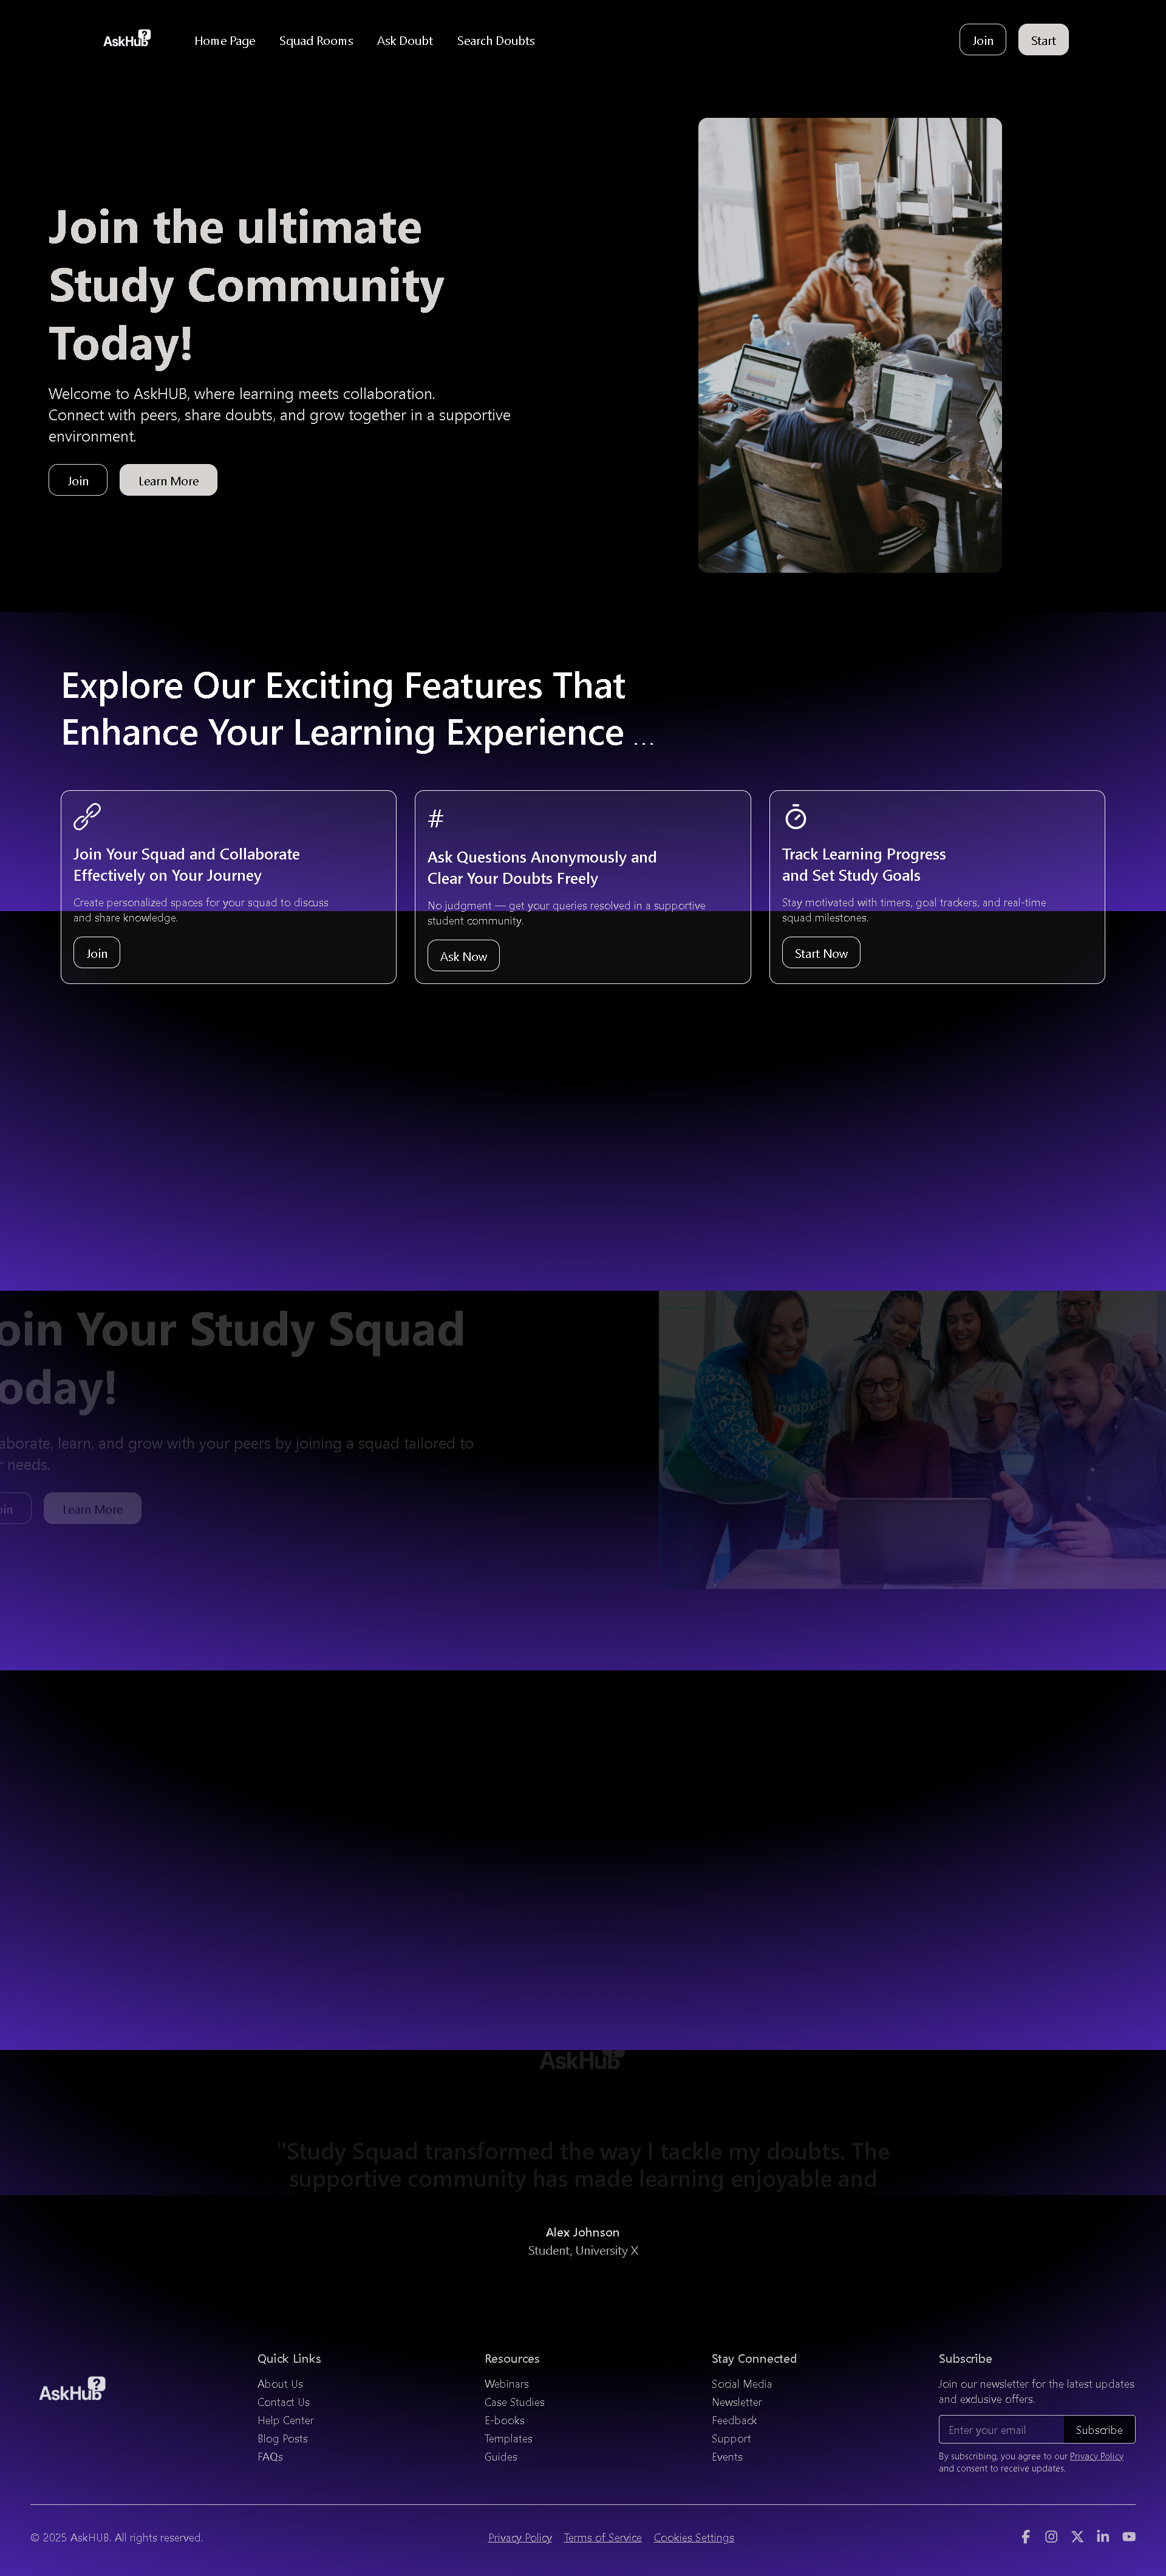 AskHub ?
Home Page Squad Rooms Ask Doubt Search Doubts
Join Start
Join the ultimate
Study Community
Today!
Welcome to AskHUB, where learning meets collaboration.
Connect with peers, share doubts, and grow together in a supportive
environment.
Join Learn More
Explore Our Exciting Features That
Enhance Your Learning Experience ...
Join Your Squad and Collaborate
Effectively on Your Journey
Create personalized spaces for your squad to discuss
and share knowledge.
Join
#
Ask Questions Anonymously and
Clear Your Doubts Freely
No judgment — get your queries resolved in a supportive
student community.
Ask Now
Track Learning Progress
and Set Study Goals
Stay motivated with timers, goal trackers, and real-time
squad milestones.
Start Now
oin Your Study Squad
oday!
aborate, learn, and grow with your peers by joining a squad tailored to
r needs.
oin Learn More
AskHub
"Study Squad transformed the way I tackle my doubts. The
supportive community has made learning enjoyable and
Alex Johnson
Student, University X
AskHub ?
Quick Links
About Us
Contact Us
Help Center
Blog Posts
FAQs
Resources
Webinars
Case Studies
E-books
Templates
Guides
Stay Connected
Social Media
Newsletter
Feedback
Support
Events
Subscribe
Join our newsletter for the latest updates
and exclusive offers.
Enter your email Subscribe
By subscribing, you agree to our Privacy Policy
and consent to receive updates.
© 2025 AskHUB. All rights reserved.
Privacy Policy Terms of Service Cookies Settings